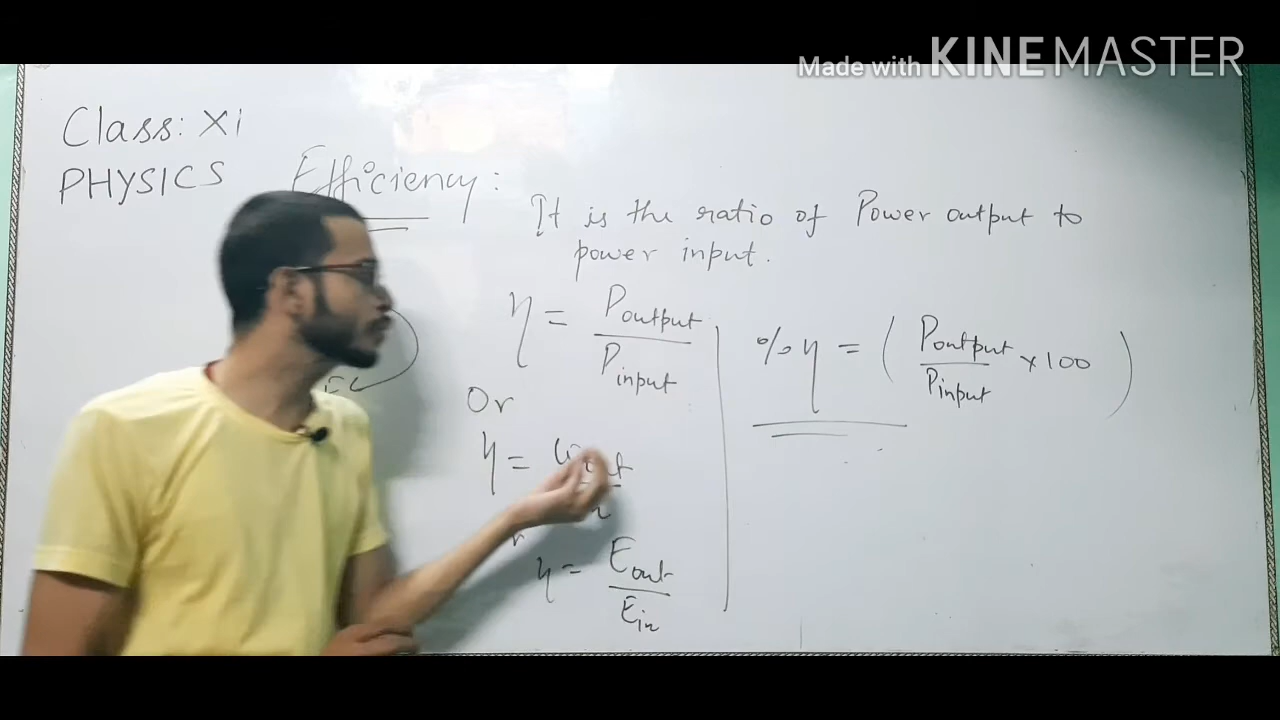 Made with KINEMASTER
Class: XI
PHYSICS
Efficiency:
It is the ratio of Power output to
power input.
η = Poutput / Pinput
%η = (Poutput / Pinput × 100)
Or
η =
η = Eout / Ein